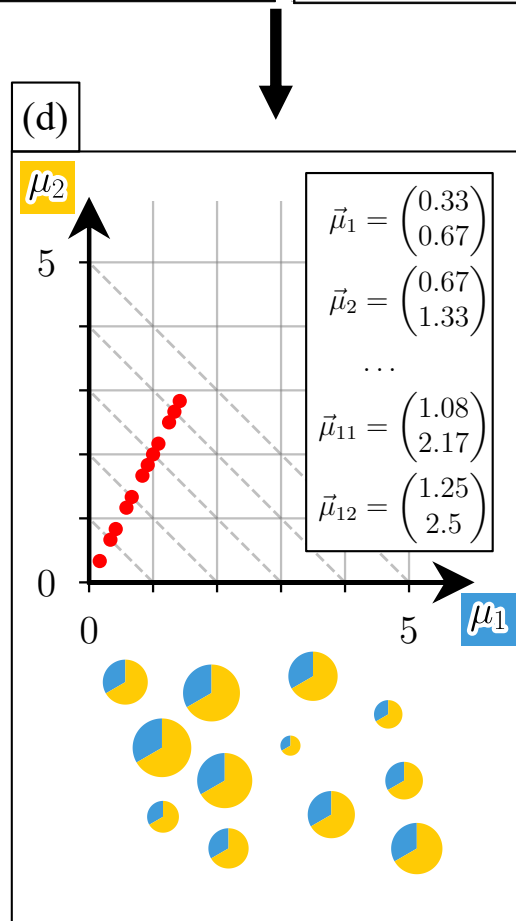 (d)
μ₂
5
0
0
5
μ₁
μ⃗₁ = (0.33
0.67)
μ⃗₂ = (0.67
1.33)
...
μ⃗₁₁ = (1.08
2.17)
μ⃗₁₂ = (1.25
2.5)